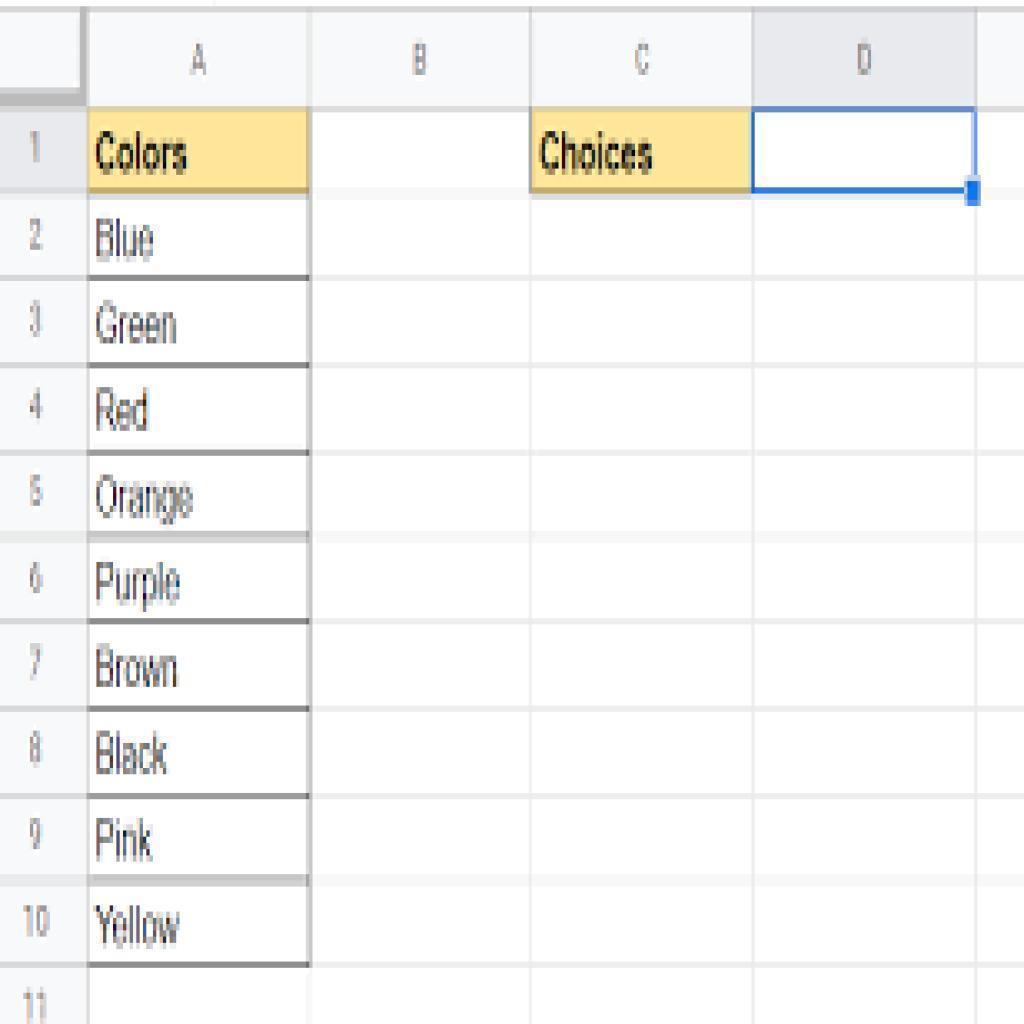 A B C D
1 Colors Choices
2 Blue
3 Green
4 Red
5 Orange
6 Purple
7 Brown
8 Black
9 Pink
10 Yellow
11